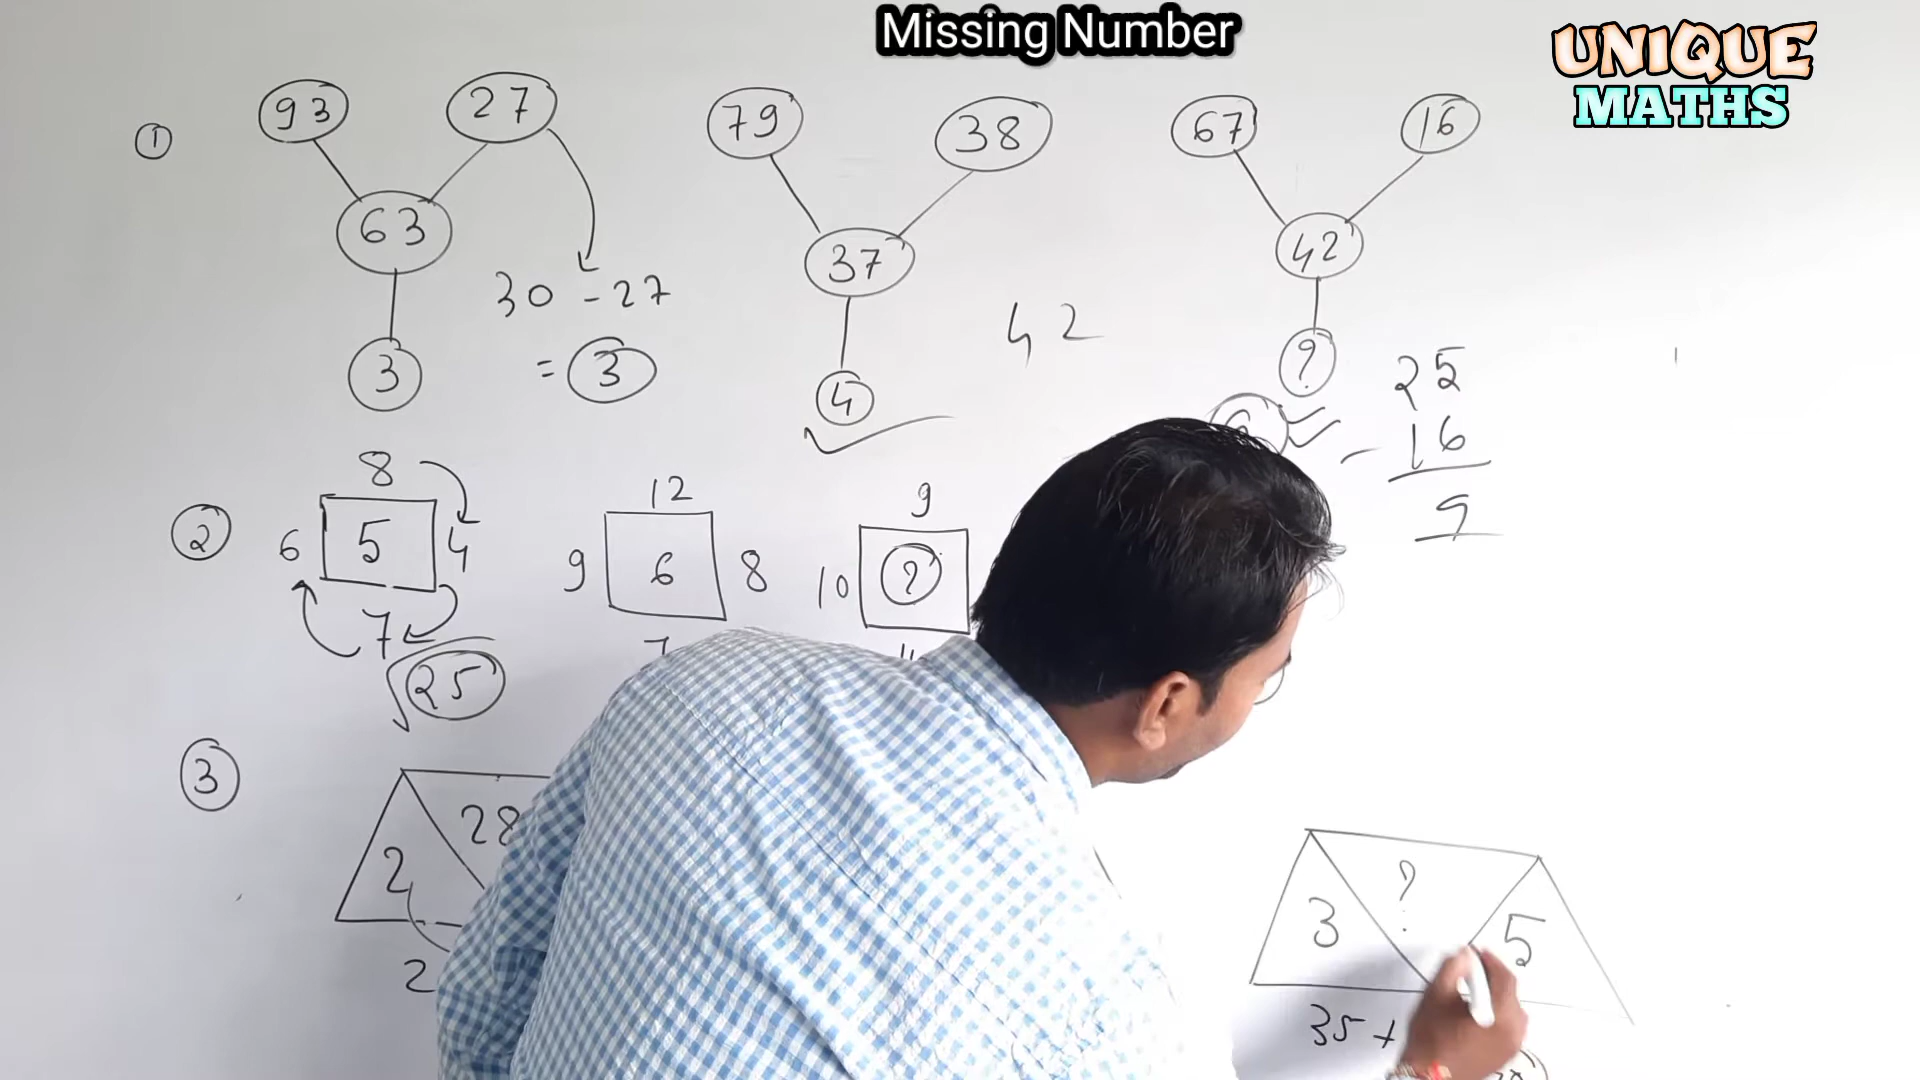 Missing Number
UNIQUE
MATHS
① 93 27 79 38 67 16
63 37 42
30 - 27
= 3
3 4 ?
42
25
- 16
9
② 8 12 9
6 5 4 9 6 8 10 ?
7
√25
③ 28 ?
2 3 5
2 35 +